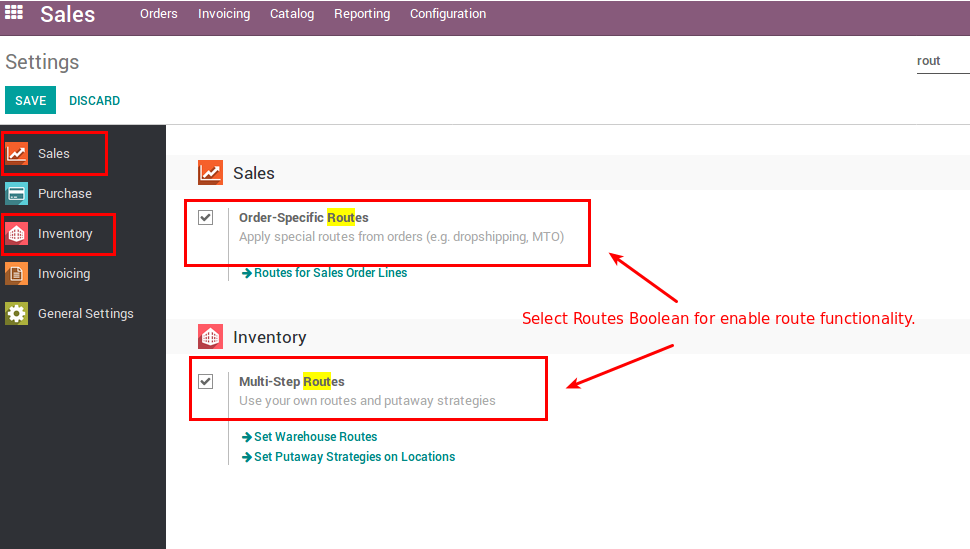 Sales Orders Invoicing Catalog Reporting Configuration
Settings rout
SAVE DISCARD
Sales
Purchase
Inventory
Invoicing
General Settings
Sales
Order-Specific Routes
Apply special routes from orders (e.g. dropshipping, MTO)
Routes for Sales Order Lines
Select Routes Boolean for enable route functionality.
Inventory
Multi-Step Routes
Use your own routes and putaway strategies
Set Warehouse Routes
Set Putaway Strategies on Locations